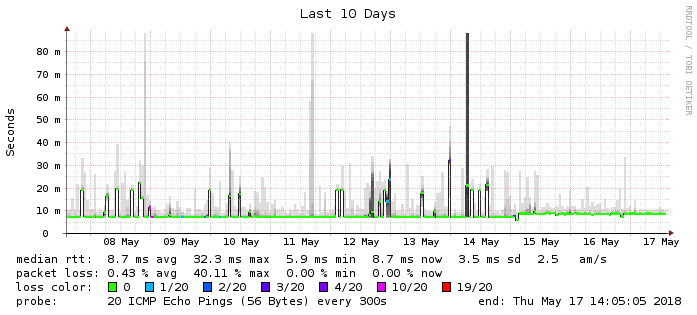 Last 10 Days
RRDTOOL / TOBI OETIKER
Seconds
80 m
70 m
60 m
50 m
40 m
30 m
20 m
10 m
0
08 May 09 May 10 May 11 May 12 May 13 May 14 May 15 May 16 May 17 May
median rtt: 8.7 ms avg 32.3 ms max 5.9 ms min 8.7 ms now 3.5 ms sd 2.5 am/s
packet loss: 0.43 % avg 40.11 % max 0.00 % min 0.00 % now
loss color: 0 1/20 2/20 3/20 4/20 10/20 19/20
probe: 20 ICMP Echo Pings (56 Bytes) every 300s end: Thu May 17 14:05:05 2018